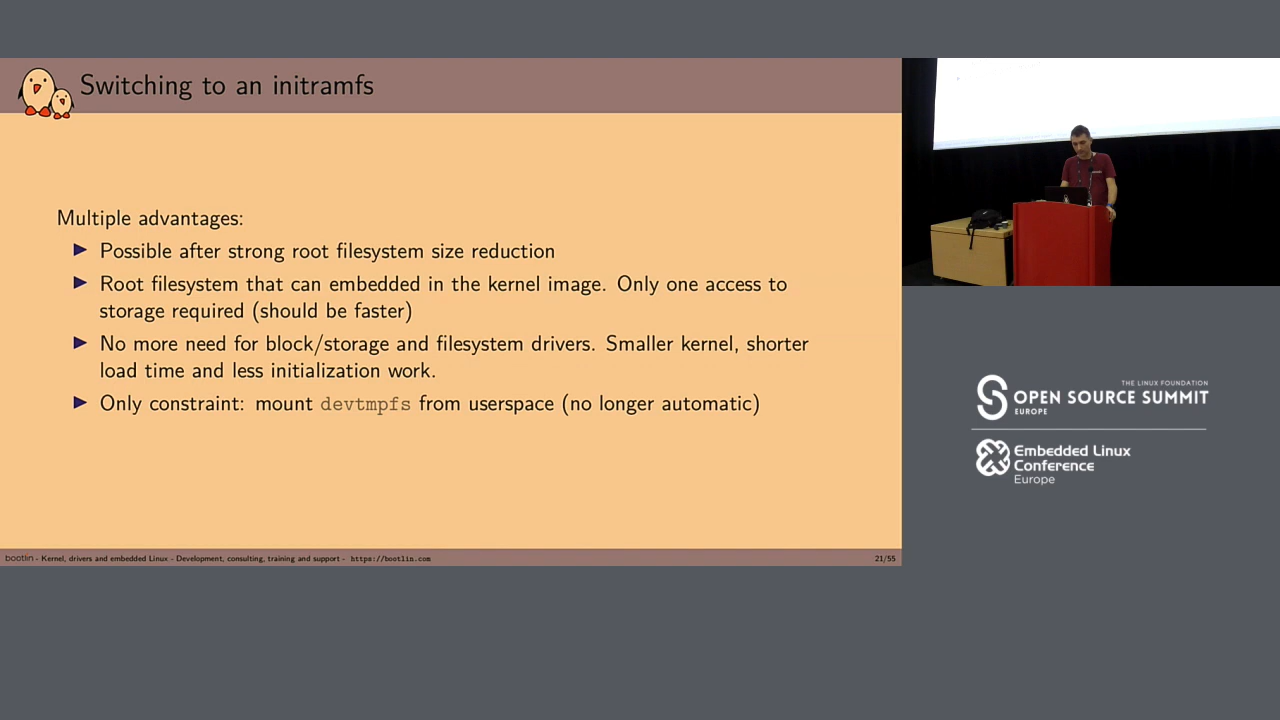 Switching to an initramfs
Multiple advantages:
Possible after strong root filesystem size reduction
Root filesystem that can embedded in the kernel image. Only one access to
storage required (should be faster)
No more need for block/storage and filesystem drivers. Smaller kernel, shorter
load time and less initialization work.
Only constraint: mount devtmpfs from userspace (no longer automatic)
bootlin - Kernel, drivers and embedded Linux - Development, consulting, training and support - https://bootlin.com
21/55
THE LINUX FOUNDATION
OPEN SOURCE SUMMIT
EUROPE
Embedded Linux
Conference
Europe